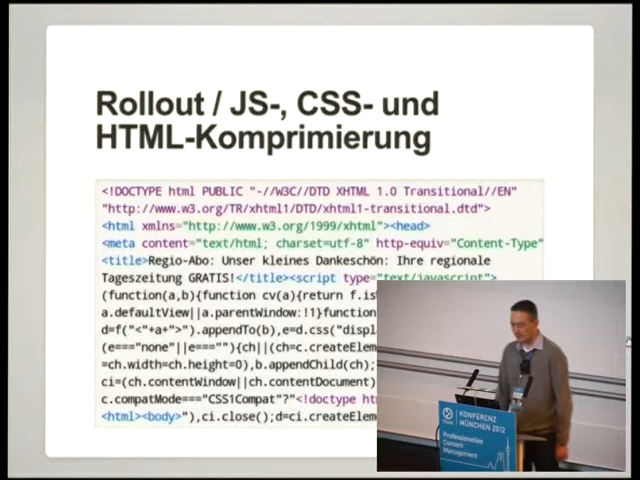 Rollout / JS-, CSS- und
HTML-Komprimierung
<!DOCTYPE html PUBLIC "-//W3C//DTD XHTML 1.0 Transitional//EN"
"http://www.w3.org/TR/xhtml1/DTD/xhtml1-transitional.dtd">
<html xmlns="http://www.w3.org/1999/xhtml"><head>
<meta content="text/html; charset=utf-8" http-equiv="Content-Type"
<title>Regio-Abo: Unser kleines Dankeschön: Ihre regionale
Tageszeitung GRATIS!</title><script type="text/javascript">
(function(a,b){function cv(a){return f.is
a.defaultView||a.parentWindow:!1}function
d=f("<"+a+">").appendTo(b),e=d.css("displ
(e==="none"||e===""){ch||(ch=c.createElem
=ch.width=ch.height=0),b.appendChild(ch);
ci=(ch.contentWindow||ch.contentDocument)
c.compatMode==="CSS1Compat"?"<!doctype ht
<html><body>"),ci.close();d=ci.createElem
KONFERENZ
MÜNCHEN 2012
Professionelles
Content
Management